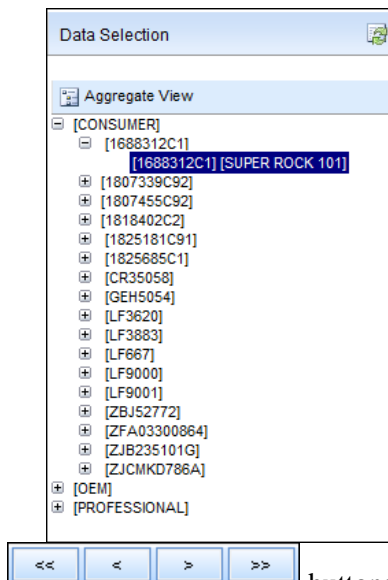 Data Selection
Aggregate View
[CONSUMER]
[1688312C1]
[1688312C1] [SUPER ROCK 101]
[1807339C92]
[1807455C92]
[1818402C2]
[1825181C91]
[1825685C1]
[CR35058]
[GEH5054]
[LF3620]
[LF3883]
[LF667]
[LF9000]
[LF9001]
[ZBJ52772]
[ZFA03300864]
[ZJB235101G]
[ZJCMKD786A]
[OEM]
[PROFESSIONAL]
<< < > >>